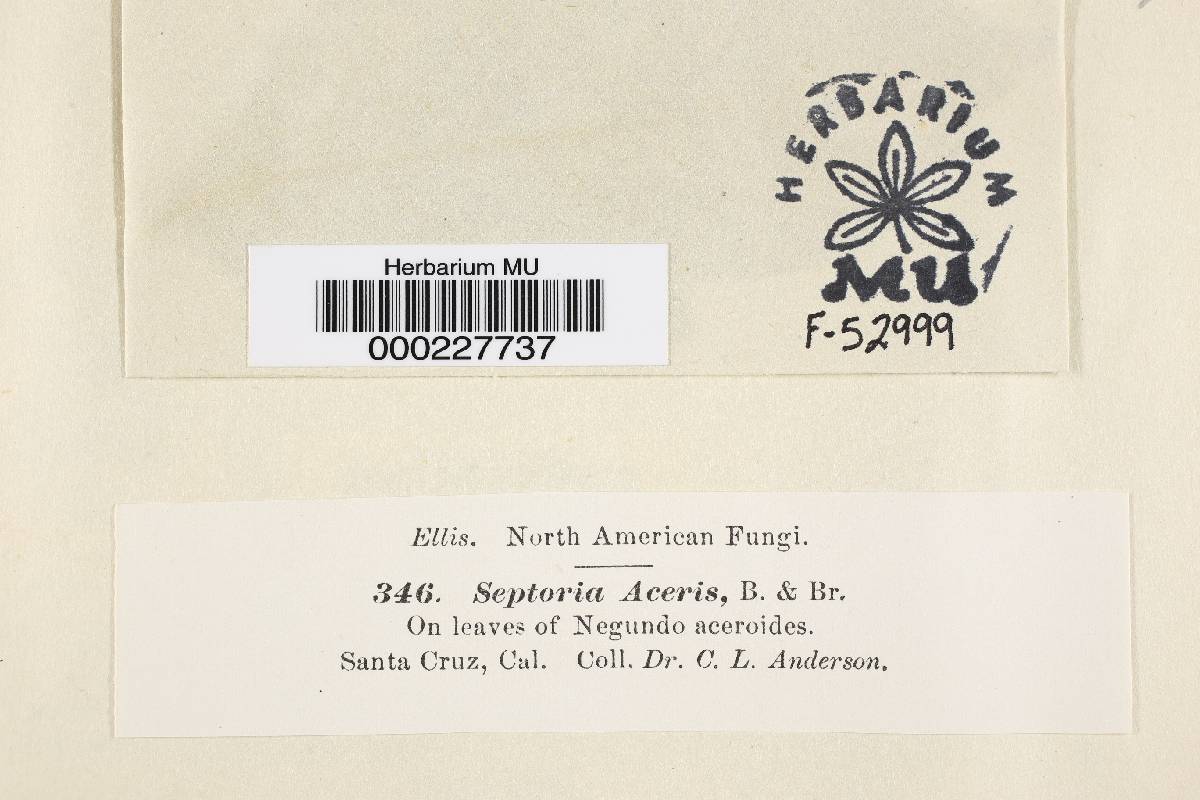 HERBARIUM
MU
F-52999
Herbarium MU
000227737
Ellis. North American Fungi.
346. Septoria Aceris, B. & Br.
On leaves of Negundo aceroides.
Santa Cruz, Cal. Coll. Dr. C. L. Anderson.